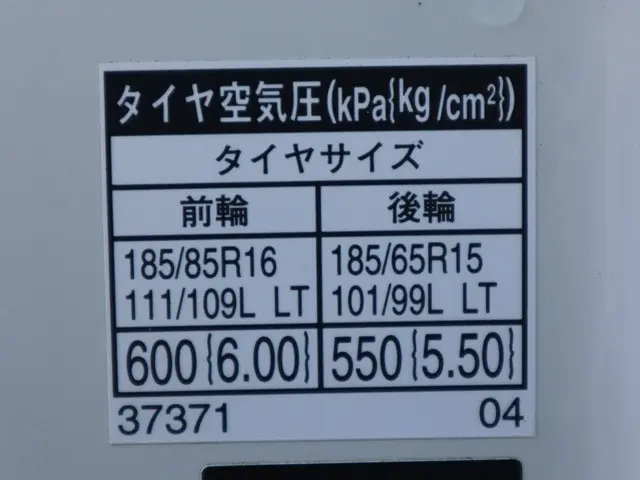 タイヤ空気圧(kPa{kg/cm²})
タイヤサイズ
前輪 後輪
185/85R16 185/65R15
111/109L LT 101/99L LT
600{6.00} 550{5.50}
37371 04